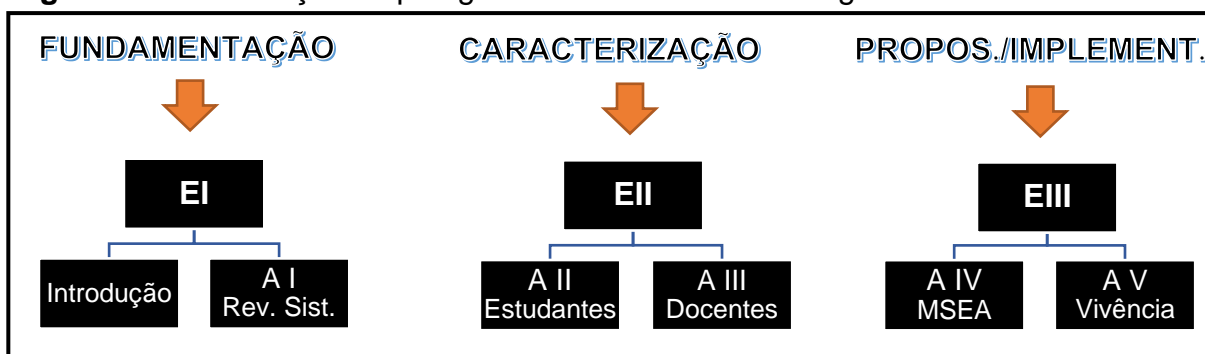 FUNDAMENTAÇÃO CARACTERIZAÇÃO PROPOS./IMPLEMENT.
EI EII EIII
Introdução
A I
Rev. Sist.
A II
Estudantes
A III
Docentes
A IV
MSEA
A V
Vivência